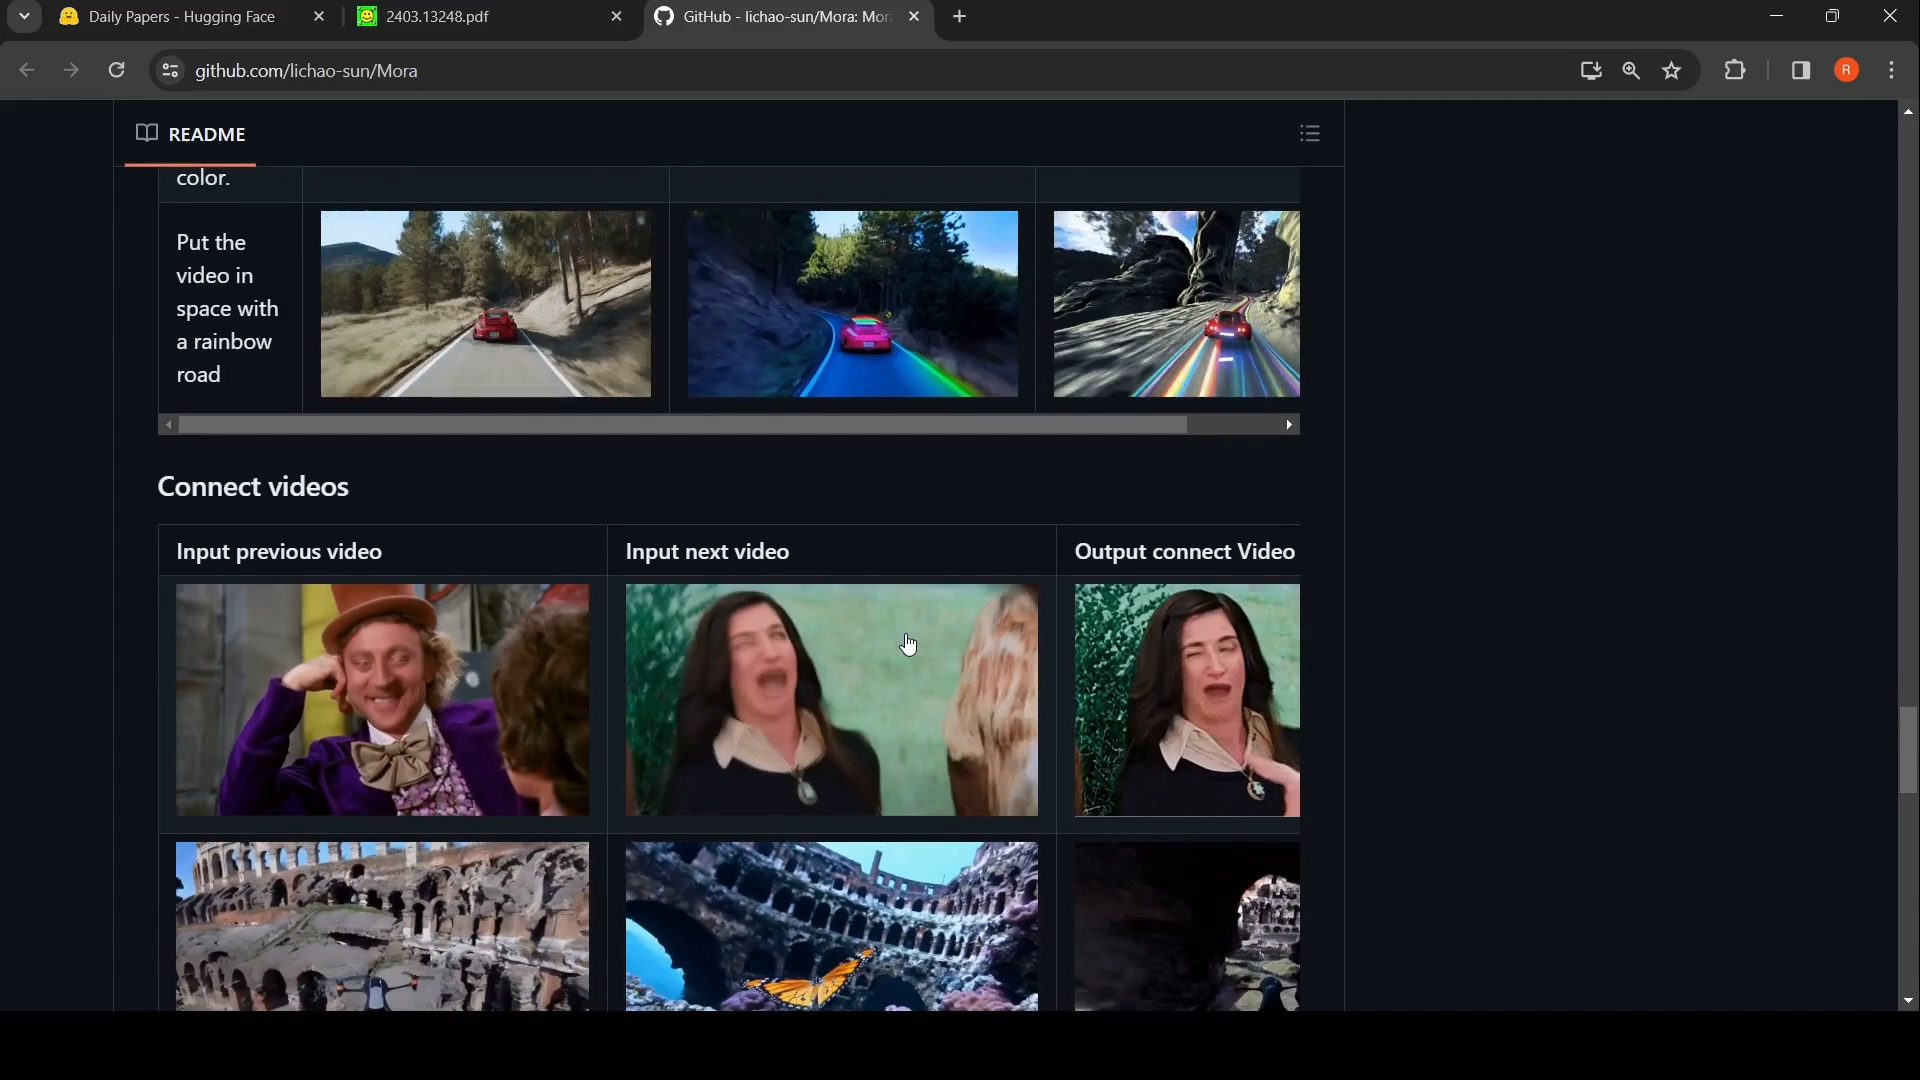 Daily Papers - Hugging Face
2403.13248.pdf
GitHub - lichao-sun/Mora: Mor
github.com/lichao-sun/Mora
R
README
color.
Put the
video in
space with
a rainbow
road
Connect videos
Input previous video
Input next video
Output connect Video